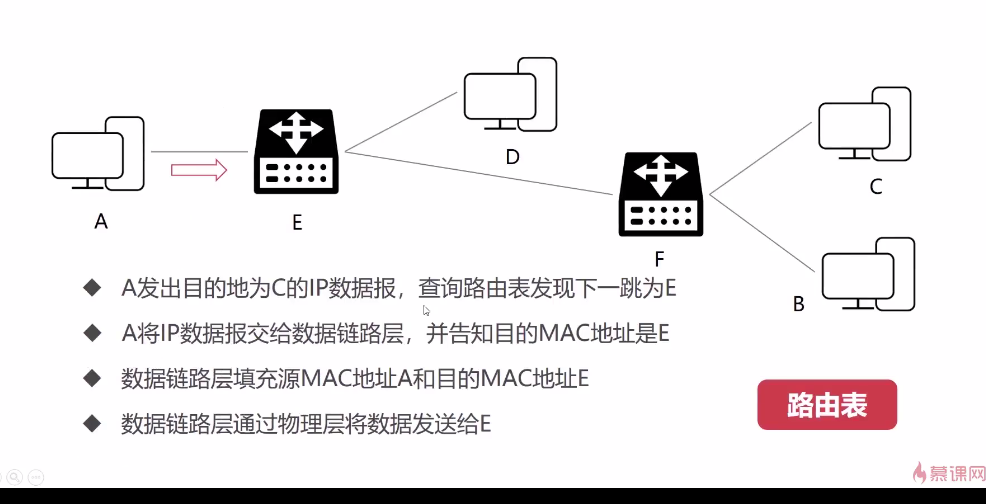 A
E
D
F
C
B
A发出目的地为C的IP数据报，查询路由表发现下一跳为E
A将IP数据报交给数据链路层，并告知目的MAC地址是E
数据链路层填充源MAC地址A和目的MAC地址E
数据链路层通过物理层将数据发送给E
路由表
慕课网